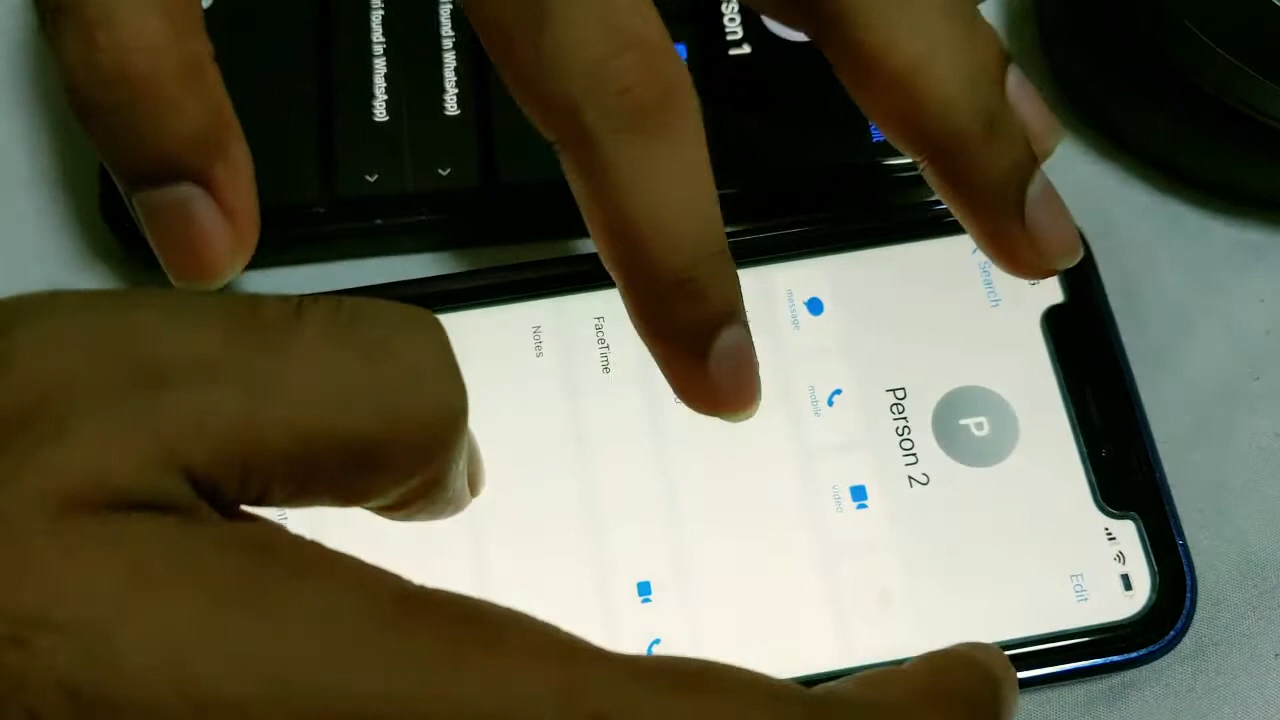 found in WhatsApp)
found in WhatsApp)
son 1
Search
Edit
P
Person 2
message
mobile
video
FaceTime
Notes